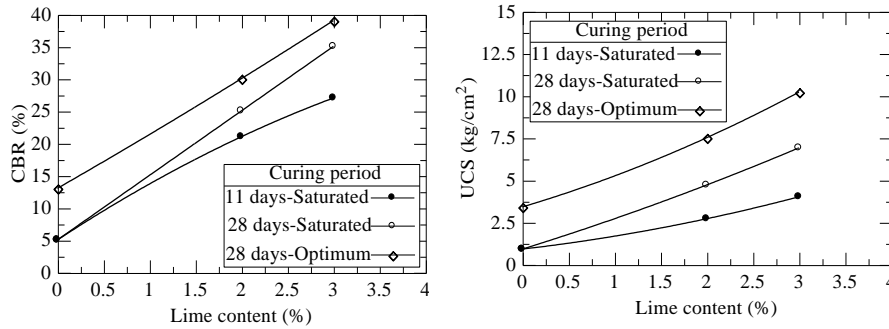 40
35
30
25
20
15
10
5
0
CBR (%)
0 0.5 1 1.5 2 2.5 3 3.5 4
Lime content (%)
Curing period
11 days-Saturated
28 days-Saturated
28 days-Optimum
15
12.5
10
7.5
5
2.5
0
UCS (kg/cm²)
0 0.5 1 1.5 2 2.5 3 3.5 4
Lime content (%)
Curing period
11 days-Saturated
28 days-Saturated
28 days-Optimum